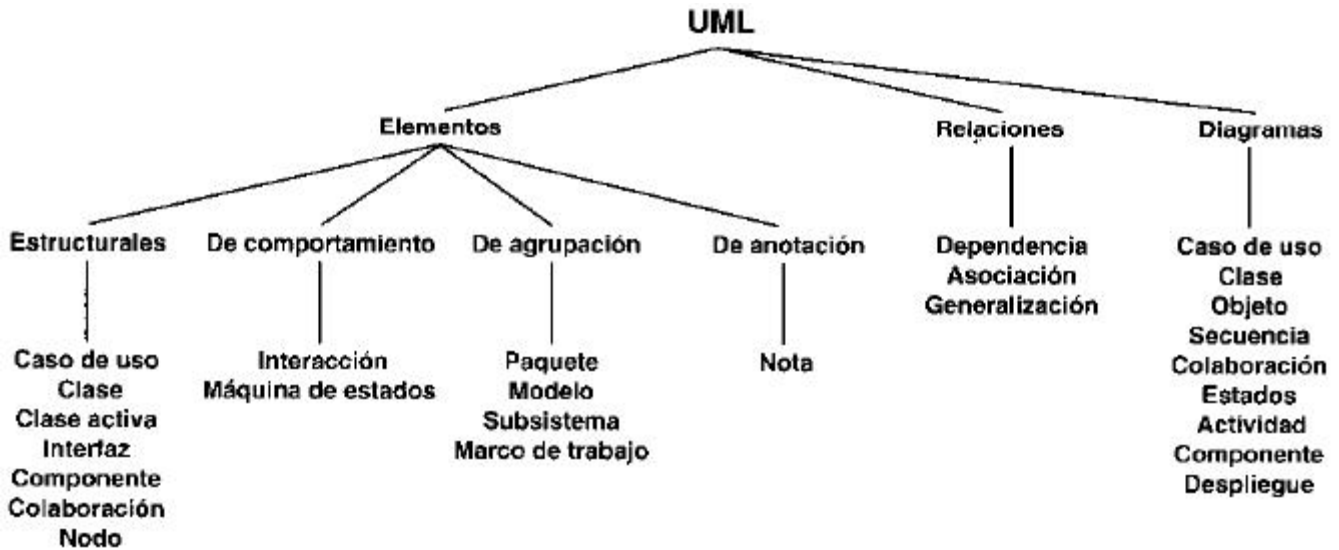 UML
Elementos
Relaciones
Diagramas
Estructurales
De comportamiento
De agrupación
De anotación
Dependencia
Asociación
Generalización
Caso de uso
Clase
Objeto
Secuencia
Colaboración
Estados
Actividad
Componente
Despliegue
Caso de uso
Clase
Clase activa
Interfaz
Componente
Colaboración
Nodo
Interacción
Máquina de estados
Paquete
Modelo
Subsistema
Marco de trabajo
Nota